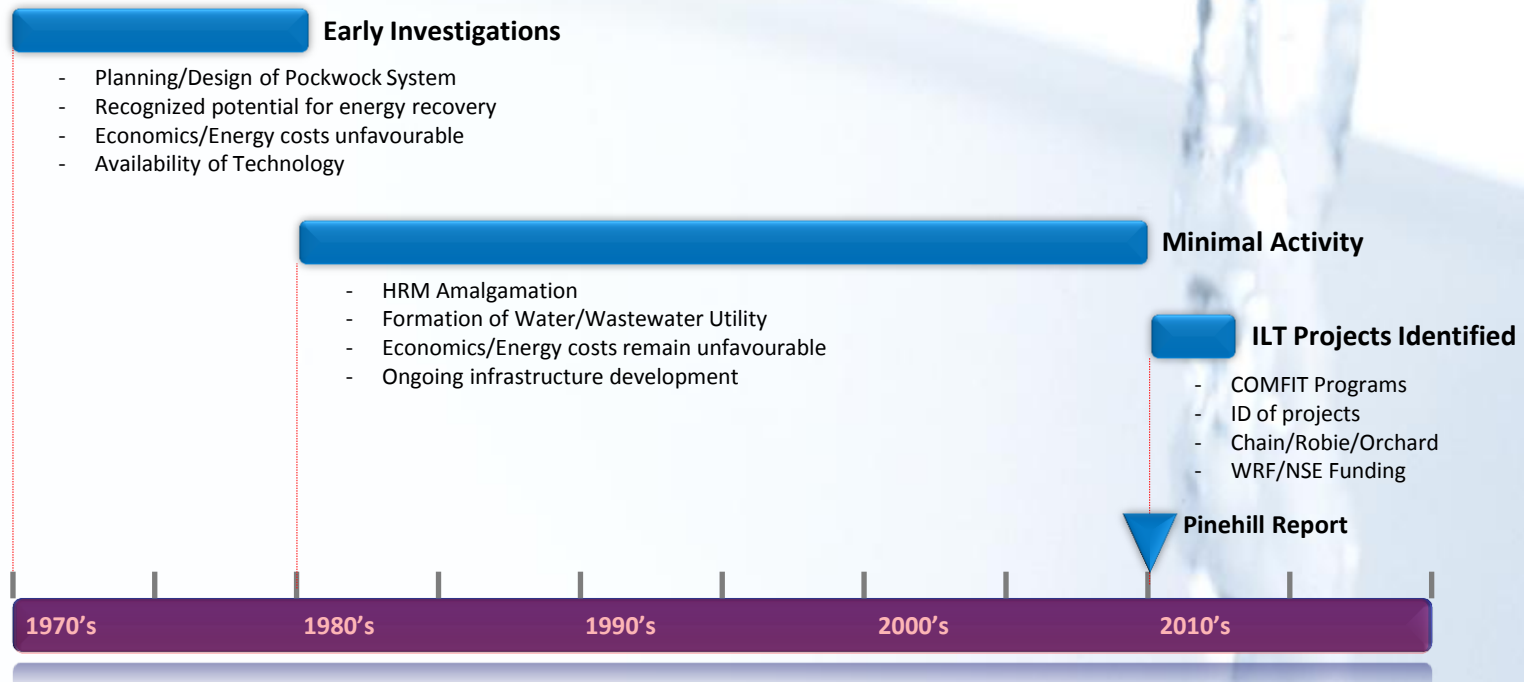 Early Investigations
- Planning/Design of Pockwock System
- Recognized potential for energy recovery
- Economics/Energy costs unfavourable
- Availability of Technology
Minimal Activity
- HRM Amalgamation
- Formation of Water/Wastewater Utility
- Economics/Energy costs remain unfavourable
- Ongoing infrastructure development
ILT Projects Identified
- COMFIT Programs
- ID of projects
- Chain/Robie/Orchard
- WRF/NSE Funding
Pinehill Report
1970's 1980's 1990's 2000's 2010's